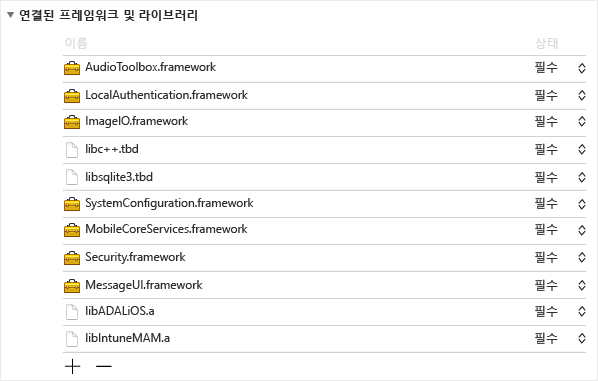 연결된 프레임워크 및 라이브러리
이름 상태
AudioToolbox.framework 필수
LocalAuthentication.framework 필수
ImageIO.framework 필수
libc++.tbd 필수
libsqlite3.tbd 필수
SystemConfiguration.framework 필수
MobileCoreServices.framework 필수
Security.framework 필수
MessageUI.framework 필수
libADALiOS.a 필수
libIntuneMAM.a 필수